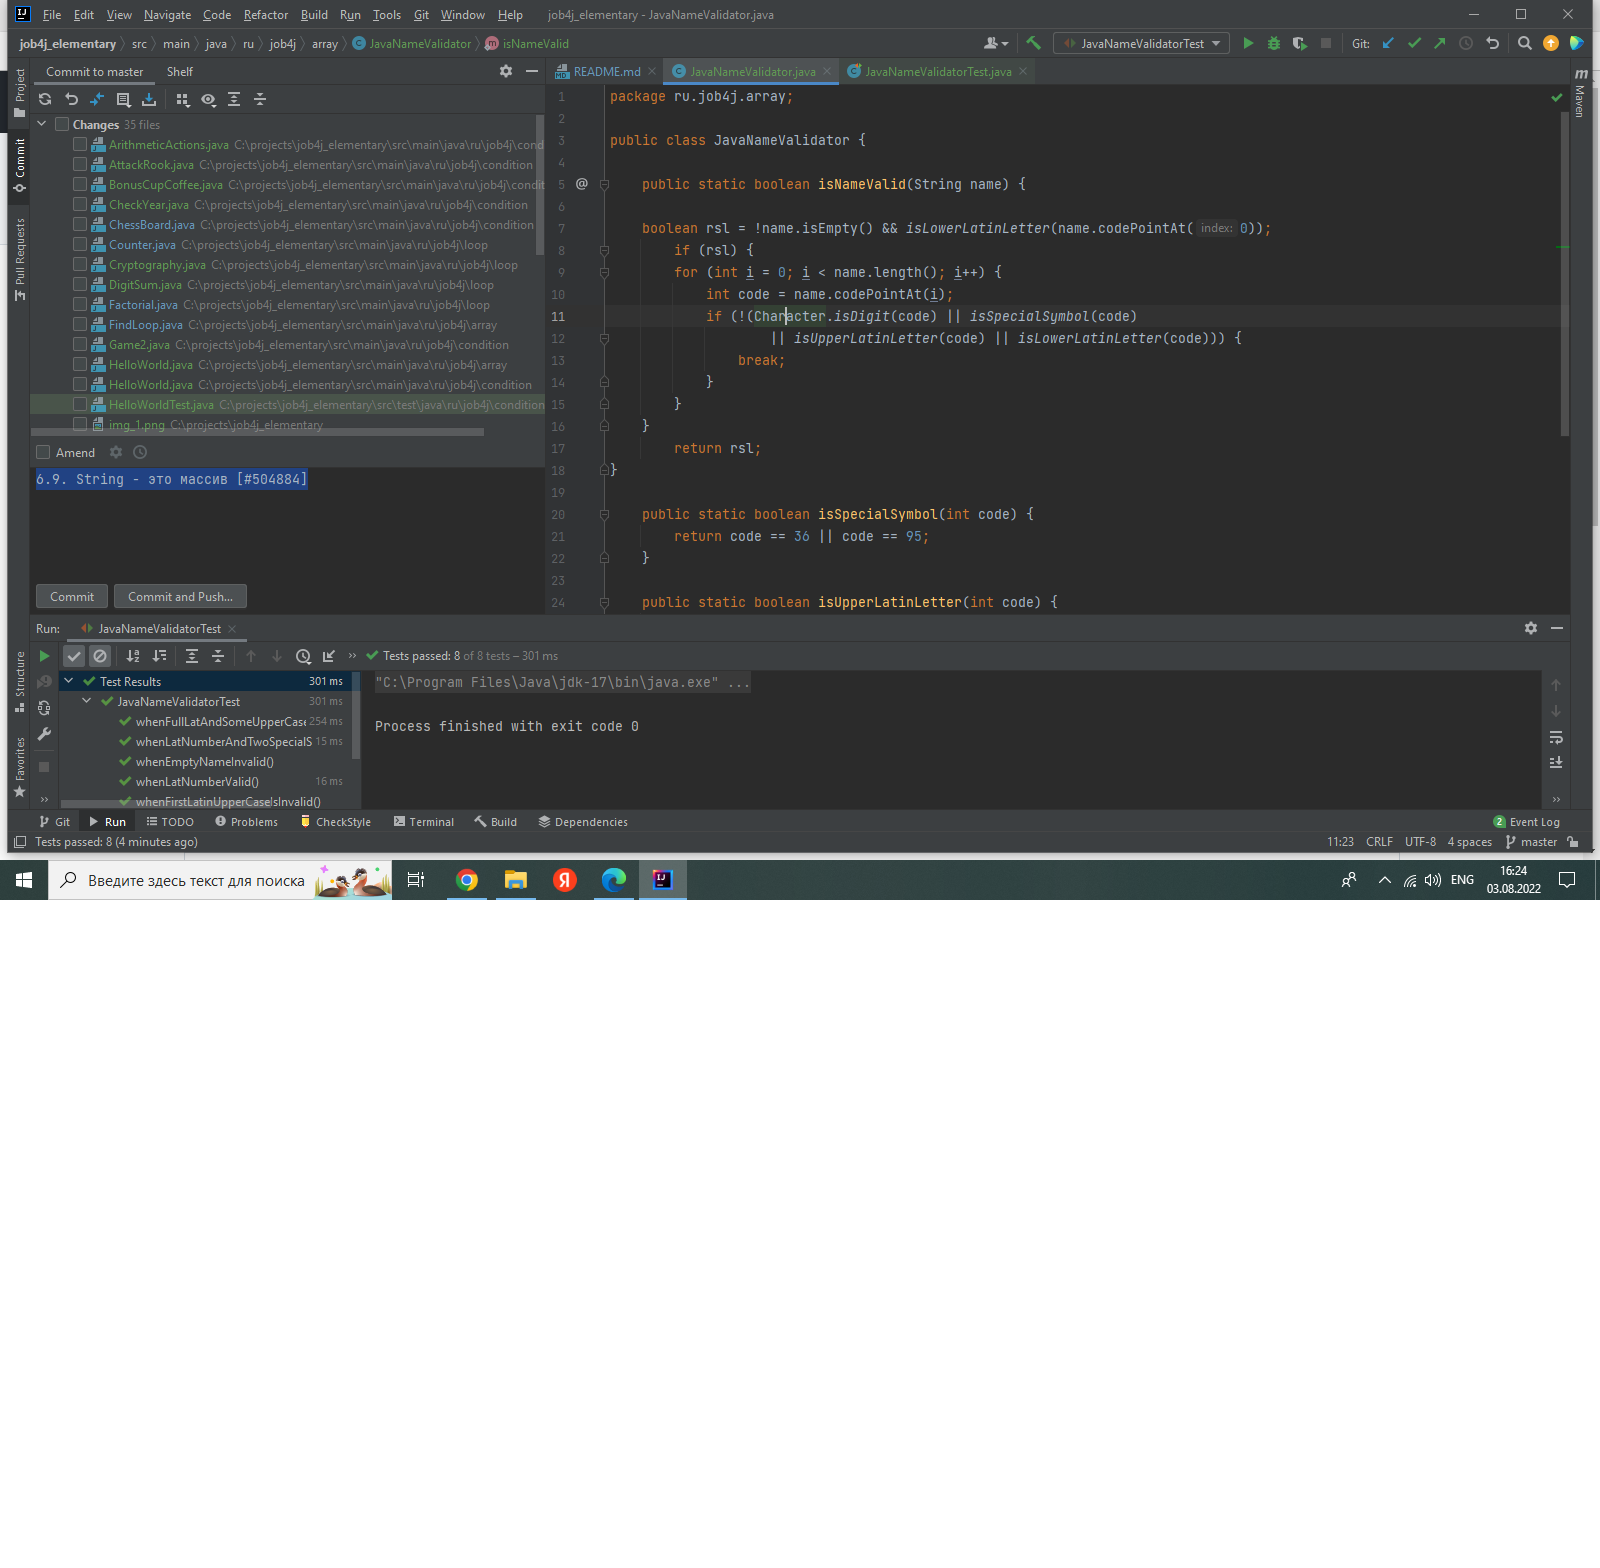 File Edit View Navigate Code Refactor Build Run Tools Git Window Help job4j_elementary - JavaNameValidator.java
job4j_elementary src main java ru job4j array JavaNameValidator isNameValid JavaNameValidatorTest Git:
Project
Commit
Pull Requests
Structure
Favorites
Commit to master Shelf
Changes 35 files
ArithmeticActions.java C:\projects\job4j_elementary\src\main\java\ru\job4j\cond
AttackRook.java C:\projects\job4j_elementary\src\main\java\ru\job4j\condition
BonusCupCoffee.java C:\projects\job4j_elementary\src\main\java\ru\job4j\condit
CheckYear.java C:\projects\job4j_elementary\src\main\java\ru\job4j\condition
ChessBoard.java C:\projects\job4j_elementary\src\main\java\ru\job4j\condition
Counter.java C:\projects\job4j_elementary\src\main\java\ru\job4j\loop
Cryptography.java C:\projects\job4j_elementary\src\main\java\ru\job4j\loop
DigitSum.java C:\projects\job4j_elementary\src\main\java\ru\job4j\loop
Factorial.java C:\projects\job4j_elementary\src\main\java\ru\job4j\loop
FindLoop.java C:\projects\job4j_elementary\src\main\java\ru\job4j\array
Game2.java C:\projects\job4j_elementary\src\main\java\ru\job4j\condition
HelloWorld.java C:\projects\job4j_elementary\src\main\java\ru\job4j\array
HelloWorld.java C:\projects\job4j_elementary\src\main\java\ru\job4j\condition
HelloWorldTest.java C:\projects\job4j_elementary\src\test\java\ru\job4j\condition
img_1.png C:\projects\job4j_elementary
Amend
6.9. String - это массив [#504884]
Commit Commit and Push...
README.md JavaNameValidator.java JavaNameValidatorTest.java
Maven
1 package ru.job4j.array;
2
3 public class JavaNameValidator {
4
5 @ public static boolean isNameValid(String name) {
6
7 boolean rsl = !name.isEmpty() && isLowerLatinLetter(name.codePointAt( index: 0));
8 if (rsl) {
9 for (int i = 0; i < name.length(); i++) {
10 int code = name.codePointAt(i);
11 if (!(Character.isDigit(code) || isSpecialSymbol(code)
12 || isUpperLatinLetter(code) || isLowerLatinLetter(code))) {
13 break;
14 }
15 }
16 }
17 return rsl;
18 }
19
20 public static boolean isSpecialSymbol(int code) {
21 return code == 36 || code == 95;
22 }
23
24 public static boolean isUpperLatinLetter(int code) {
Run: JavaNameValidatorTest
Tests passed: 8 of 8 tests – 301 ms
Test Results 301 ms
JavaNameValidatorTest 301 ms
whenFullLatAndSomeUpperCase 254 ms
whenLatNumberAndTwoSpecialS 15 ms
whenEmptyNameInvalid()
whenLatNumberValid() 16 ms
whenFirstLatinUpperCaseIsInvalid()
"C:\Program Files\Java\jdk-17\bin\java.exe" ...
Process finished with exit code 0
Git Run TODO Problems CheckStyle Terminal Build Dependencies 2 Event Log
Tests passed: 8 (4 minutes ago) 11:23 CRLF UTF-8 4 spaces master
Введите здесь текст для поиска Я ENG 16:24
03.08.2022